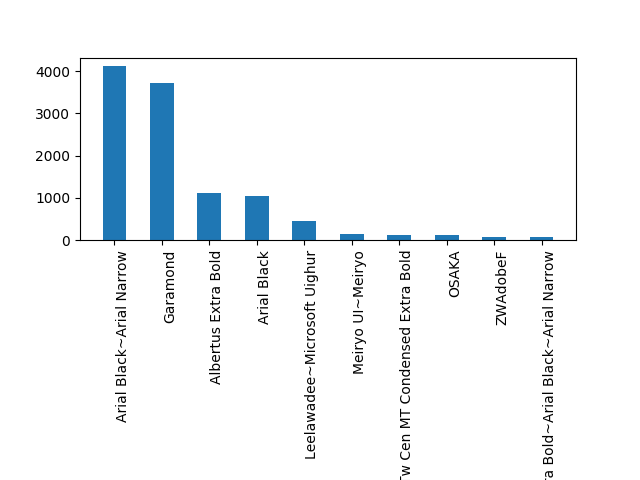 4000
3000
2000
1000
0
Arial Black~Arial Narrow
Garamond
Albertus Extra Bold
Arial Black
Leelawadee~Microsoft Uighur
Meiryo UI~Meiryo
Tw Cen MT Condensed Extra Bold
OSAKA
ZWAdobeF
Bold~Arial Black~Arial Narrow